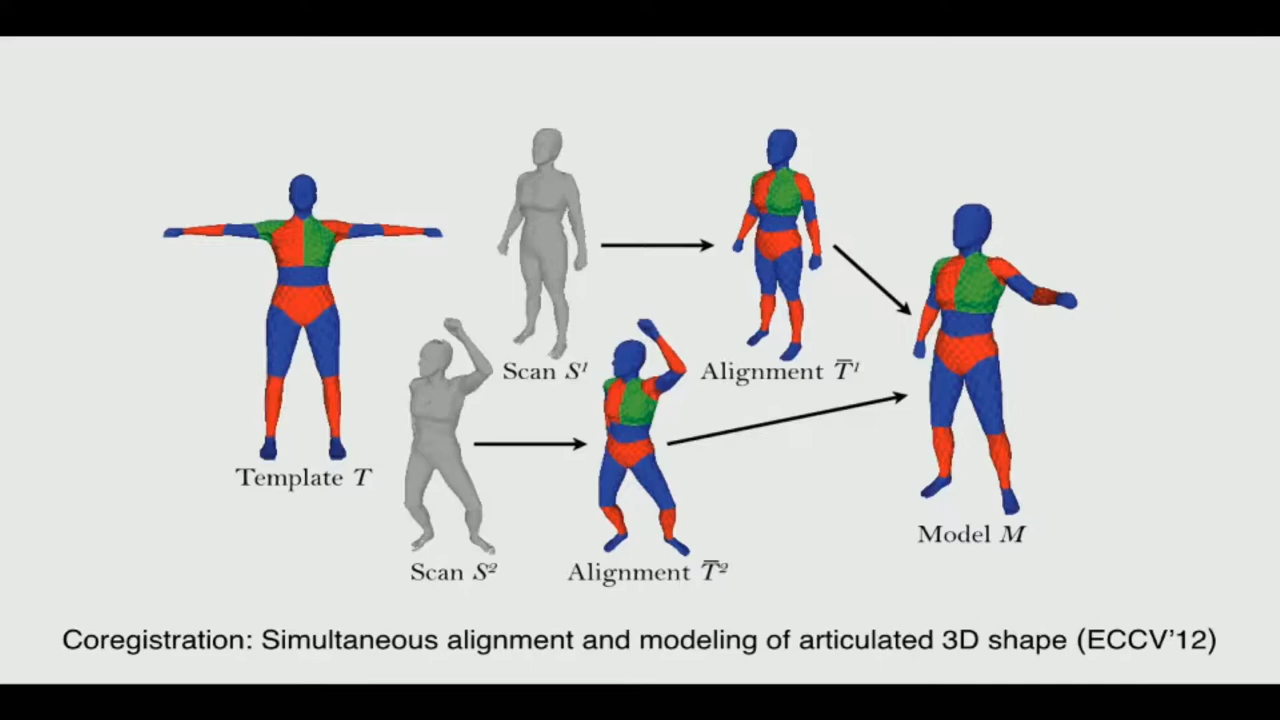 Scan S¹
Alignment T̅¹
Template T
Model M
Scan S²
Alignment T̅²
Coregistration: Simultaneous alignment and modeling of articulated 3D shape (ECCV'12)